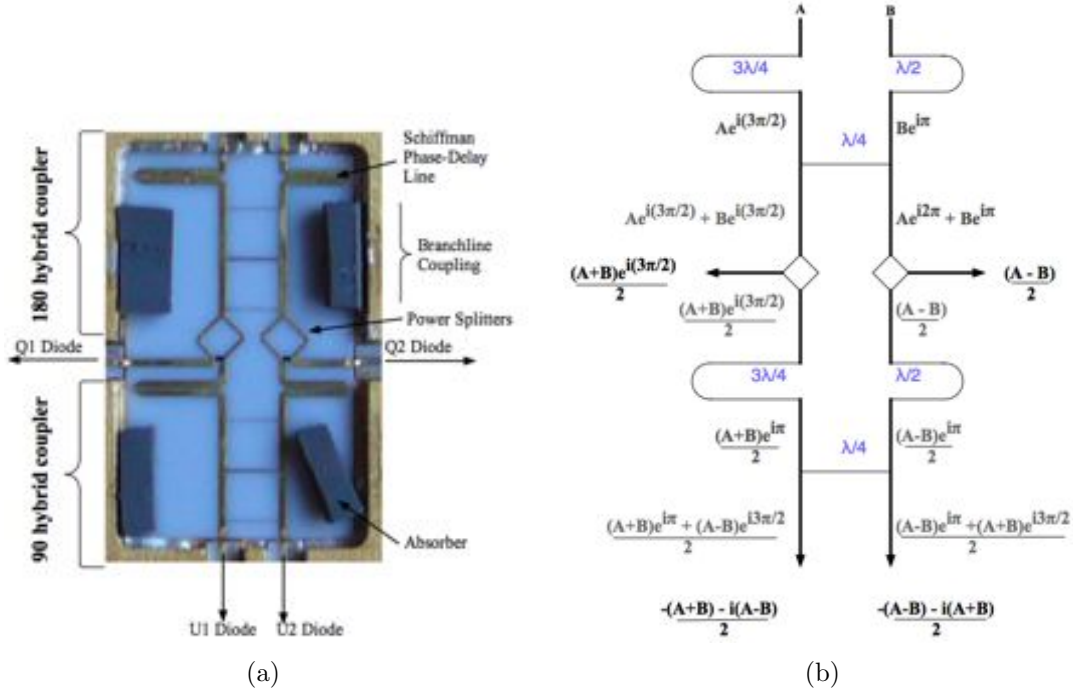 180 hybrid coupler
90 hybrid coupler
Schiffman
Phase-Delay
Line
Branchline
Coupling
Power Splitters
Q1 Diode
Q2 Diode
Absorber
U1 Diode
U2 Diode
(a)
A
B
3λ/4
λ/2
Ae^i(3π/2)
λ/4
Be^iπ
Ae^i(3π/2) + Be^i(3π/2)
Ae^i2π + Be^iπ
(A+B)e^i(3π/2)
2
(A - B)
2
(A+B)e^i(3π/2)
2
(A - B)
2
3λ/4
λ/2
(A+B)e^iπ
2
λ/4
(A-B)e^iπ
2
(A+B)e^iπ + (A-B)e^i3π/2
2
(A-B)e^iπ +(A+B)e^i3π/2
2
-(A+B) - i(A-B)
2
-(A-B) - i(A+B)
2
(b)